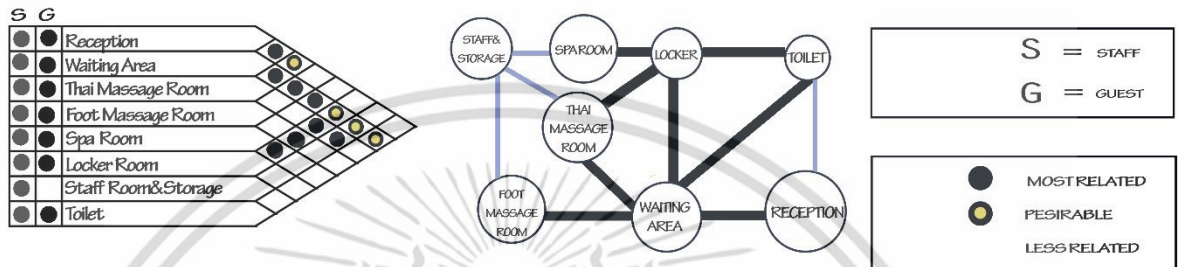 S G
Reception
Waiting Area
Thai Massage Room
Foot Massage Room
Spa Room
Locker Room
Staff Room&Storage
Toilet
STAFF&
STORAGE
SPA ROOM
LOCKER
TOILET
THAI
MASSAGE
ROOM
FOOT
MASSAGE
ROOM
WAITING
AREA
RECEPTION
S = STAFF
G = GUEST
MOST RELATED
PESIRABLE
LESS RELATED